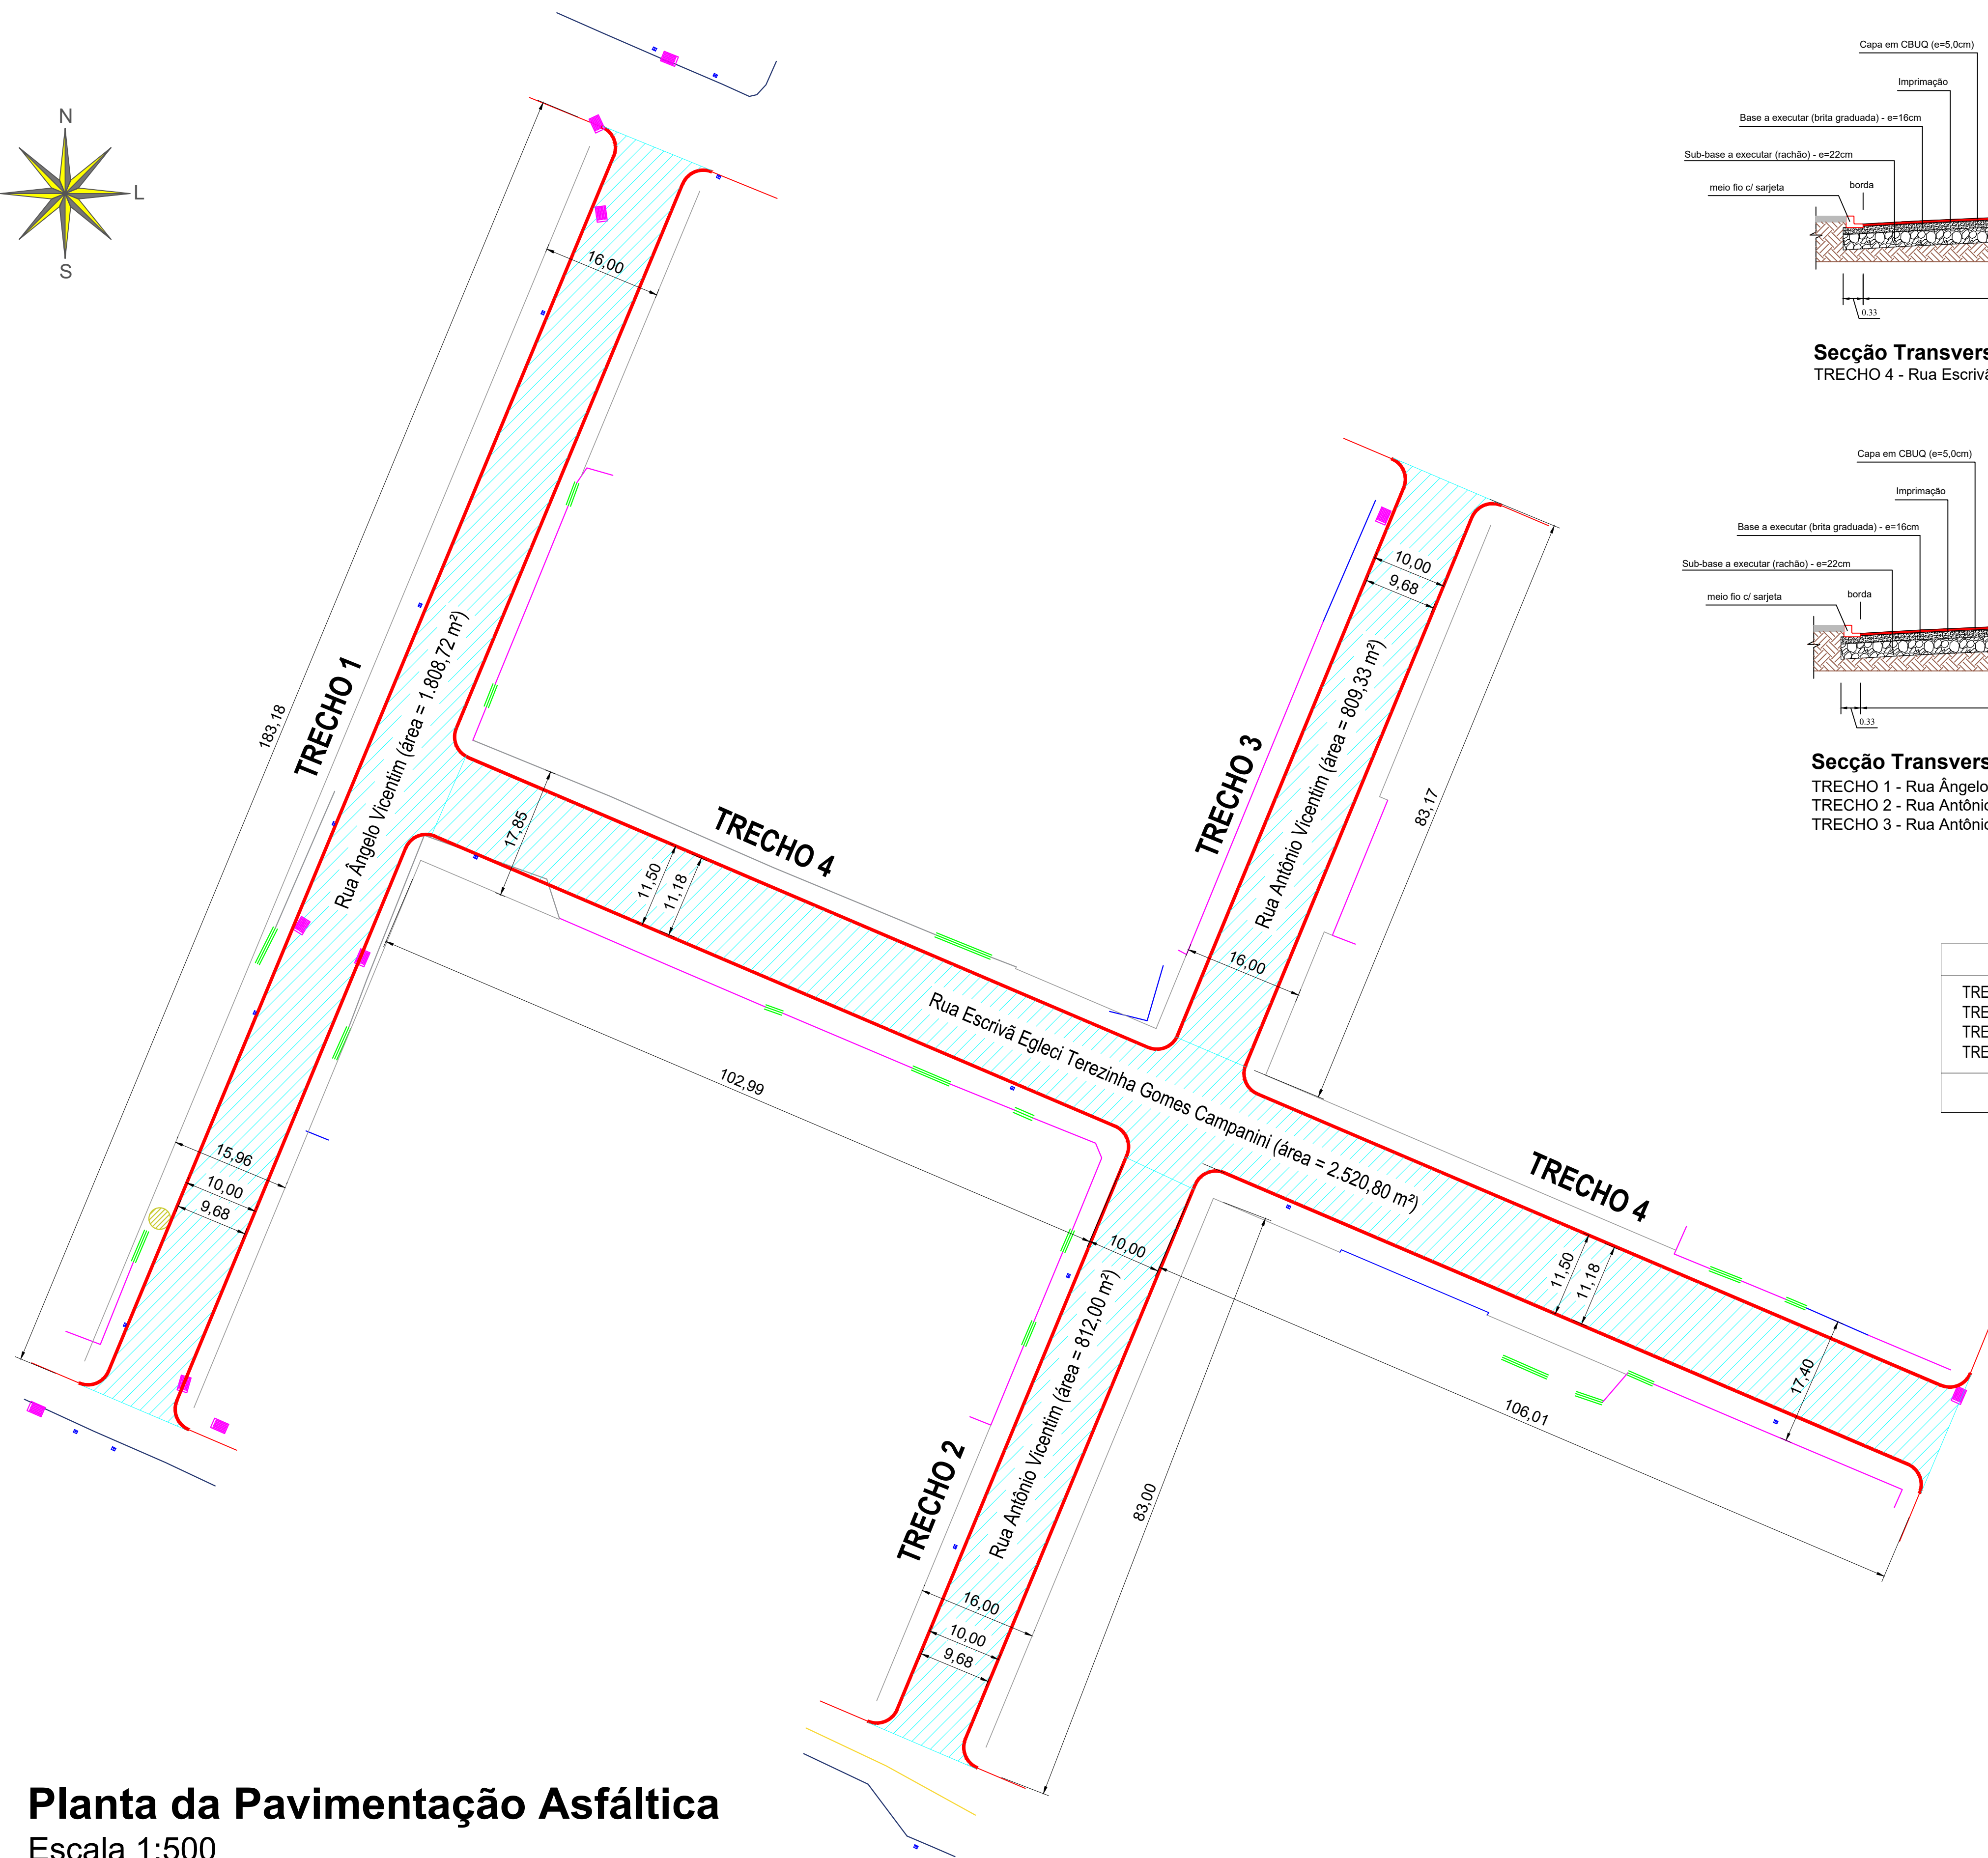 N
L
S
Capa em CBUQ (e=5,0cm)
Imprimação
Base a executar (brita graduada) - e=16cm
Sub-base a executar (rachão) - e=22cm
meio fio c/ sarjeta
borda
0.33
Secção Transvers
TRECHO 4 - Rua Escrivã
Capa em CBUQ (e=5,0cm)
Imprimação
Base a executar (brita graduada) - e=16cm
Sub-base a executar (rachão) - e=22cm
meio fio c/ sarjeta
borda
0.33
Secção Transvers
TRECHO 1 - Rua Ângelo
TRECHO 2 - Rua Antônio
TRECHO 3 - Rua Antônio
TRE
TRE
TRE
TRE
16,00
183,18
TRECHO 1
Rua Ângelo Vicentim (área = 1.808,72 m²)
15,96
10,00
9,68
17,85
TRECHO 4
11,50
11,18
102,99
Rua Escrivã Egleci Terezinha Gomes Campanini (área = 2.520,80 m²)
10,00
9,68
TRECHO 3
Rua Antônio Vicentim (área = 809,33 m²)
83,17
16,00
TRECHO 4
11,50
11,18
17,40
106,01
10,00
TRECHO 2
Rua Antônio Vicentim (área = 812,00 m²)
83,00
16,00
10,00
9,68
Planta da Pavimentação Asfáltica
Escala 1:500